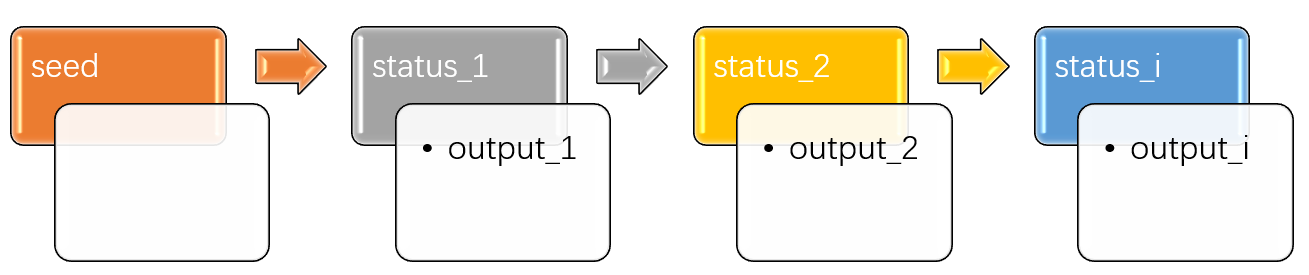 seed
status_1
• output_1
status_2
• output_2
status_i
• output_i